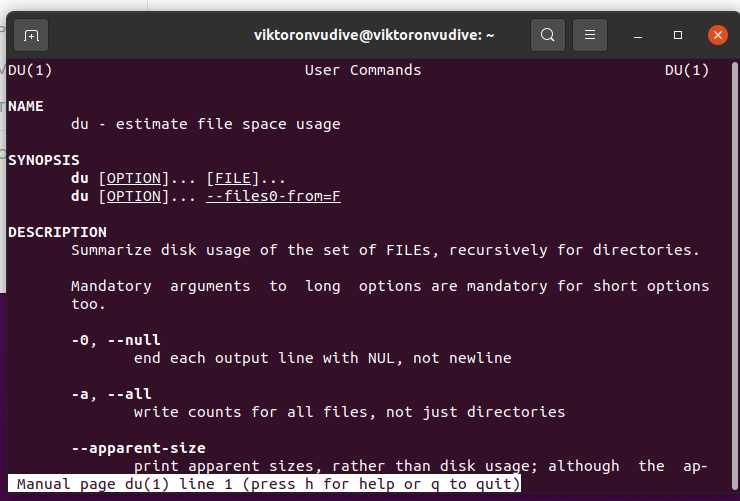 viktoronvudive@viktoronvudive: ~
DU(1) User Commands DU(1)
NAME
du - estimate file space usage
SYNOPSIS
du [OPTION]... [FILE]...
du [OPTION]... --files0-from=F
DESCRIPTION
Summarize disk usage of the set of FILEs, recursively for directories.
Mandatory arguments to long options are mandatory for short options
too.
-0, --null
end each output line with NUL, not newline
-a, --all
write counts for all files, not just directories
--apparent-size
print apparent sizes, rather than disk usage; although the ap-
Manual page du(1) line 1 (press h for help or q to quit)